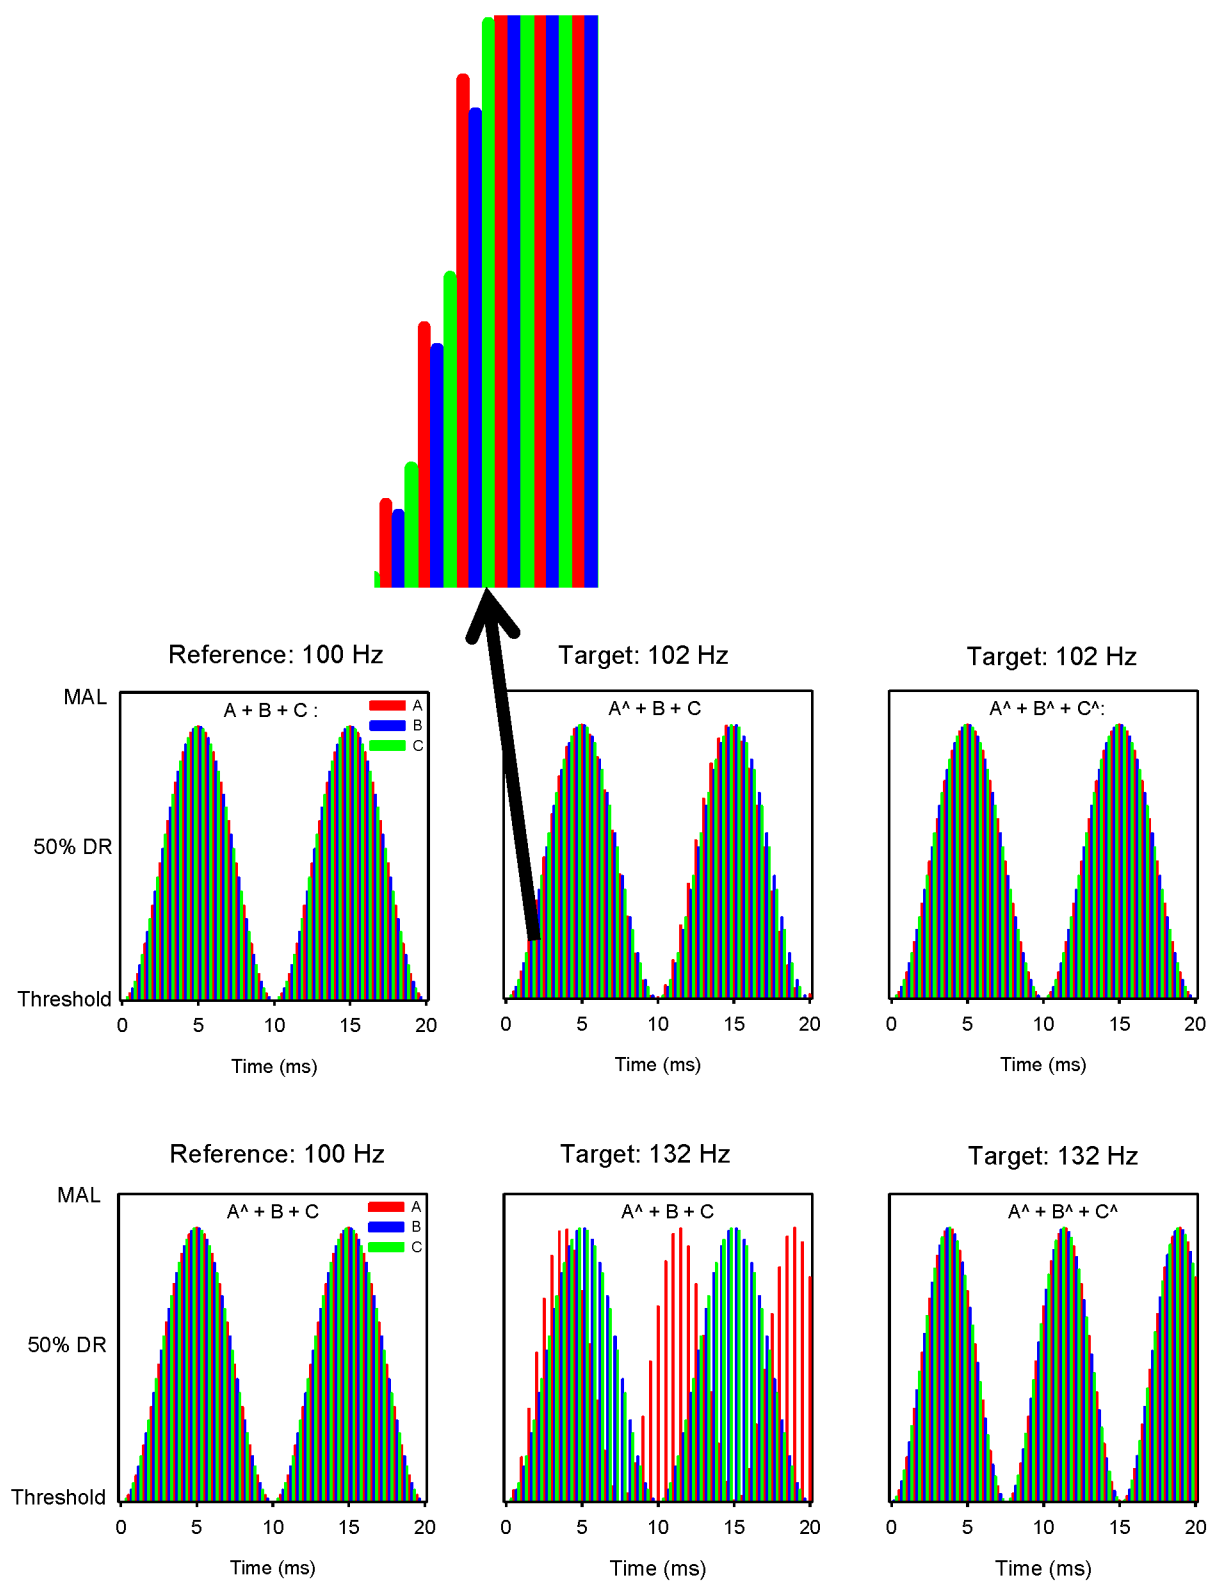 Reference: 100 Hz
Target: 102 Hz
Target: 102 Hz
MAL
A + B + C :
A
B
C
A^ + B + C
A^ + B^ + C^:
50% DR
Threshold
0 5 10 15 20
0 5 10 15 20
0 5 10 15 20
Time (ms)
Time (ms)
Time (ms)
Reference: 100 Hz
Target: 132 Hz
Target: 132 Hz
MAL
A^ + B + C
A
B
C
A^ + B + C
A^ + B^ + C^
50% DR
Threshold
0 5 10 15 20
0 5 10 15 20
0 5 10 15 20
Time (ms)
Time (ms)
Time (ms)